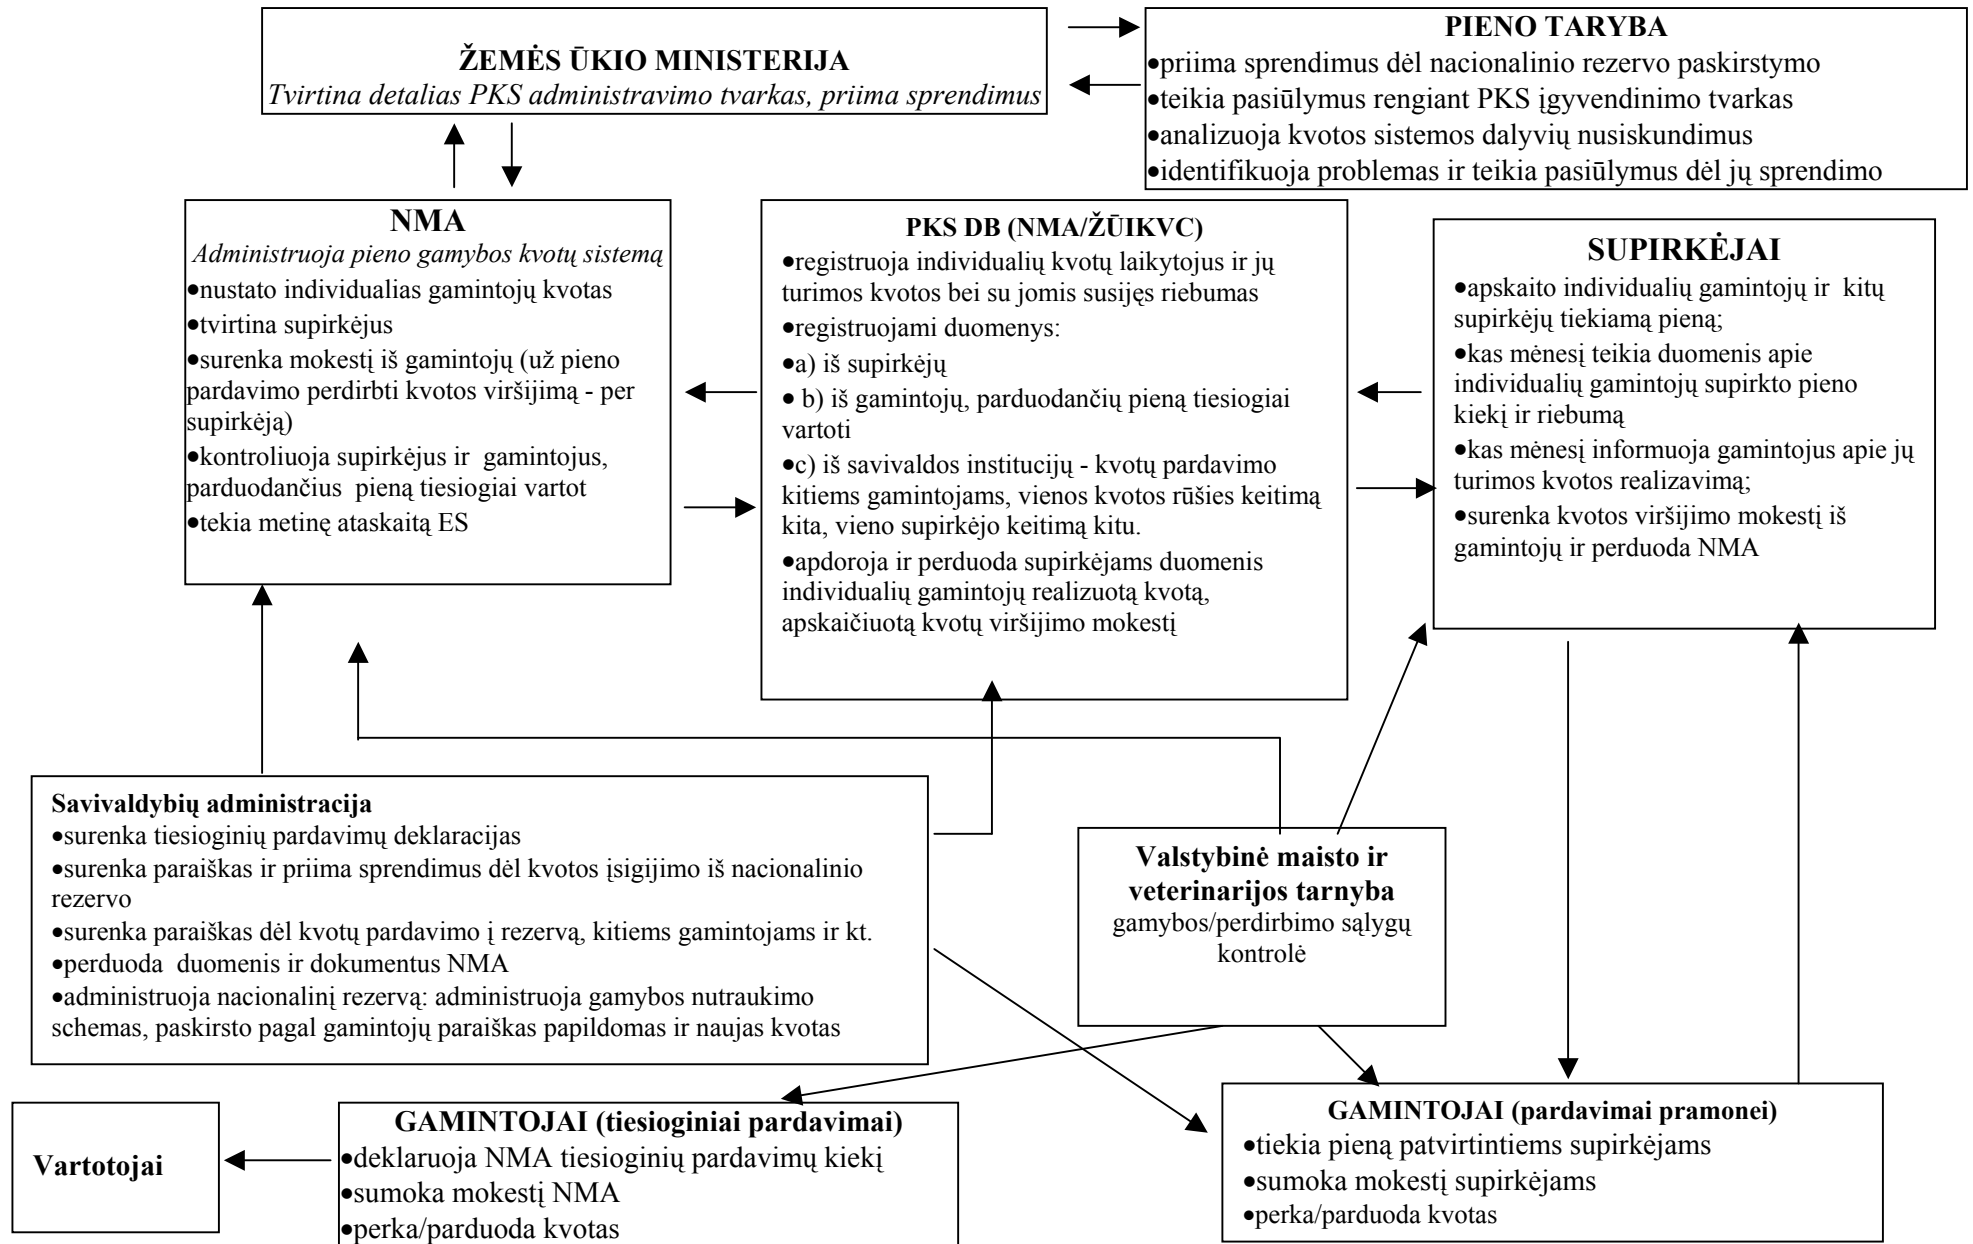 ŽEMĖS ŪKIO MINISTERIJA
Tvirtina detalias PKS administravimo tvarkas, priima sprendimus
PIENO TARYBA
•priima sprendimus dėl nacionalinio rezervo paskirstymo
•teikia pasiūlymus rengiant PKS įgyvendinimo tvarkas
•analizuoja kvotos sistemos dalyvių nusiskundimus
•identifikuoja problemas ir teikia pasiūlymus dėl jų sprendimo
NMA
Administruoja pieno gamybos kvotų sistemą
•nustato individualias gamintojų kvotas
•tvirtina supirkėjus
•surenka mokestį iš gamintojų (už pieno
pardavimo perdirbti kvotos viršijimą - per
supirkėją)
•kontroliuoja supirkėjus ir gamintojus,
parduodančius pieną tiesiogiai vartot
•tekia metinę ataskaitą ES
PKS DB (NMA/ŽŪIKVC)
•registruoja individualių kvotų laikytojus ir jų
turimos kvotos bei su jomis susijęs riebumas
•registruojami duomenys:
•a) iš supirkėjų
• b) iš gamintojų, parduodančių pieną tiesiogiai
vartoti
•c) iš savivaldos institucijų - kvotų pardavimo
kitiems gamintojams, vienos kvotos rūšies keitimą
kita, vieno supirkėjo keitimą kitu.
•apdoroja ir perduoda supirkėjams duomenis
individualių gamintojų realizuotą kvotą,
apskaičiuotą kvotų viršijimo mokestį
SUPIRKĖJAI
•apskaito individualių gamintojų ir kitų
supirkėjų tiekiamą pieną;
•kas mėnesį teikia duomenis apie
individualių gamintojų supirkto pieno
kiekį ir riebumą
•kas mėnesį informuoja gamintojus apie jų
turimos kvotos realizavimą;
•surenka kvotos viršijimo mokestį iš
gamintojų ir perduoda NMA
Savivaldybių administracija
•surenka tiesioginių pardavimų deklaracijas
•surenka paraiškas ir priima sprendimus dėl kvotos įsigijimo iš nacionalinio
rezervo
•surenka paraiškas dėl kvotų pardavimo į rezervą, kitiems gamintojams ir kt.
•perduoda duomenis ir dokumentus NMA
•administruoja nacionalinį rezervą: administruoja gamybos nutraukimo
schemas, paskirsto pagal gamintojų paraiškas papildomas ir naujas kvotas
Valstybinė maisto ir
veterinarijos tarnyba
gamybos/perdirbimo sąlygų
kontrolė
Vartotojai
GAMINTOJAI (tiesioginiai pardavimai)
•deklaruoja NMA tiesioginių pardavimų kiekį
•sumoka mokestį NMA
•perka/parduoda kvotas
GAMINTOJAI (pardavimai pramonei)
•tiekia pieną patvirtintiems supirkėjams
•sumoka mokestį supirkėjams
•perka/parduoda kvotas